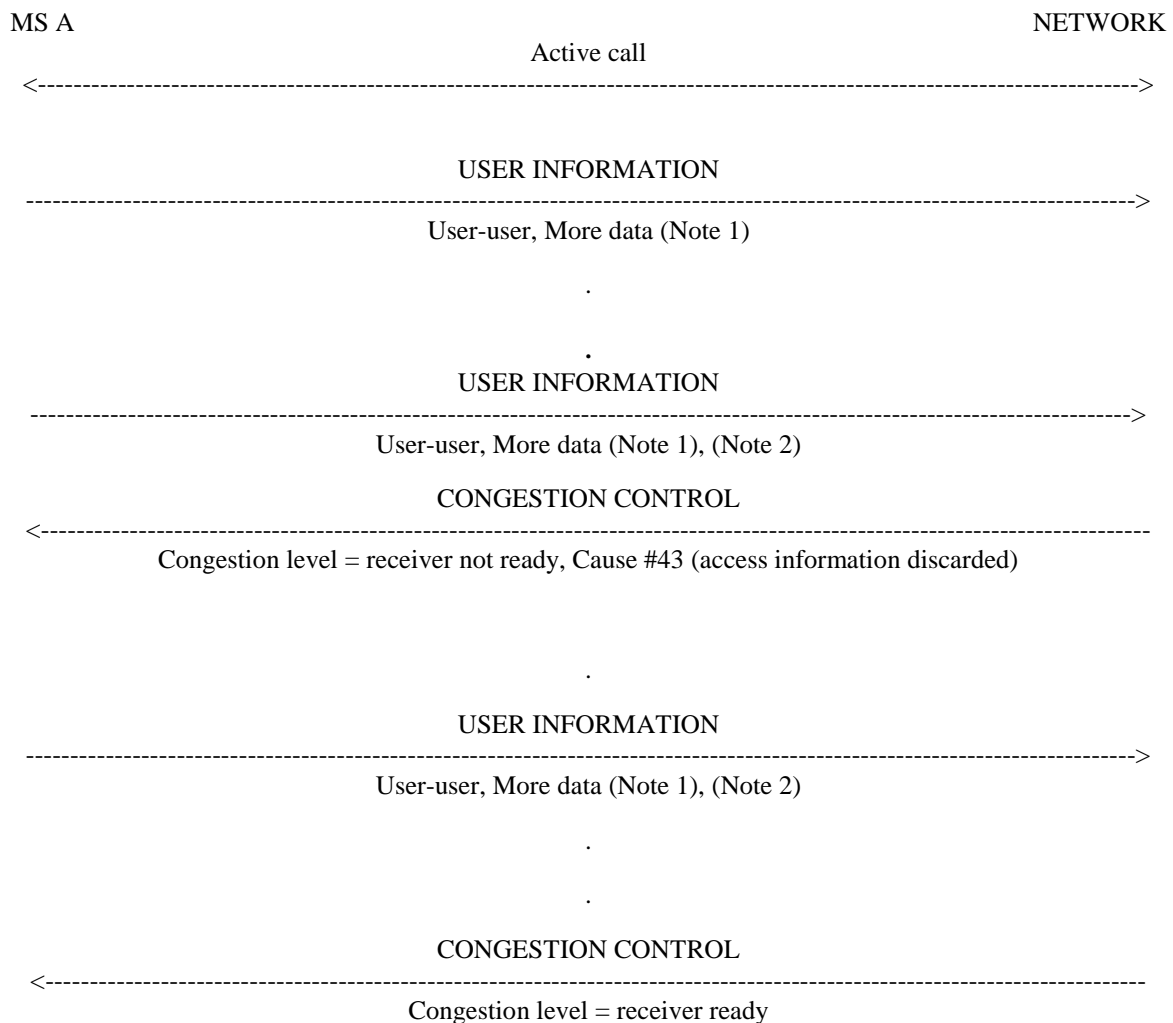 MS A NETWORK
Active call
<------------------------------------------------------------------------------------------------------------------------------>
USER INFORMATION
------------------------------------------------------------------------------------------------------------------------------->
User-user, More data (Note 1)
.
.
USER INFORMATION
------------------------------------------------------------------------------------------------------------------------------>
User-user, More data (Note 1), (Note 2)
CONGESTION CONTROL
<-------------------------------------------------------------------------------------------------------------------------------
Congestion level = receiver not ready, Cause #43 (access information discarded)
.
USER INFORMATION
------------------------------------------------------------------------------------------------------------------------------->
User-user, More data (Note 1), (Note 2)
.
.
CONGESTION CONTROL
<------------------------------------------------------------------------------------------------------------------------------
Congestion level = receiver ready